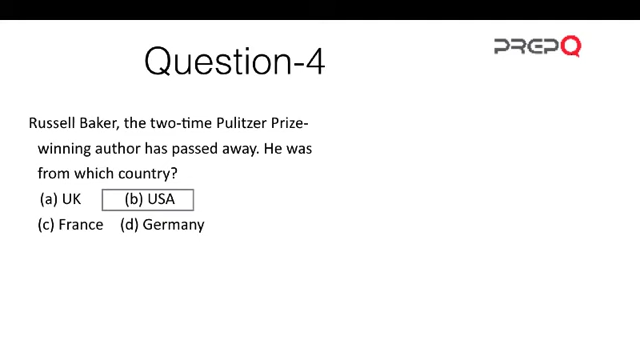 PREPQ
Question-4
Russell Baker, the two-time Pulitzer Prize-
winning author has passed away. He was
from which country?
(a) UK (b) USA
(c) France (d) Germany